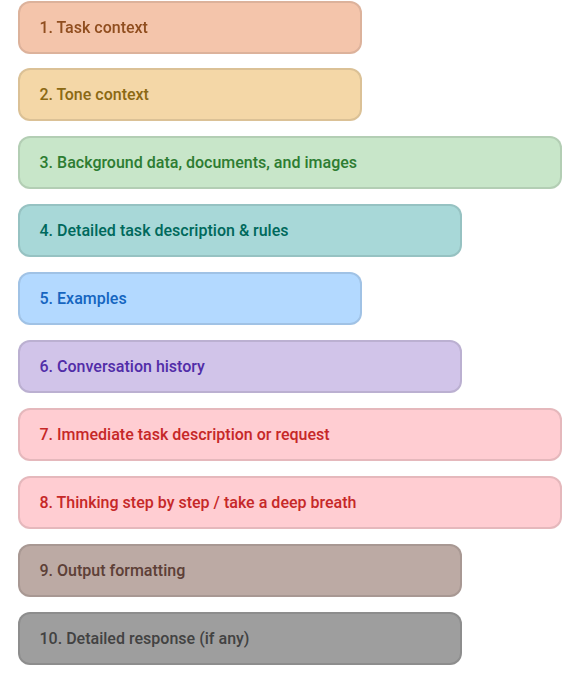 1. Task context
2. Tone context
3. Background data, documents, and images
4. Detailed task description & rules
5. Examples
6. Conversation history
7. Immediate task description or request
8. Thinking step by step / take a deep breath
9. Output formatting
10. Detailed response (if any)